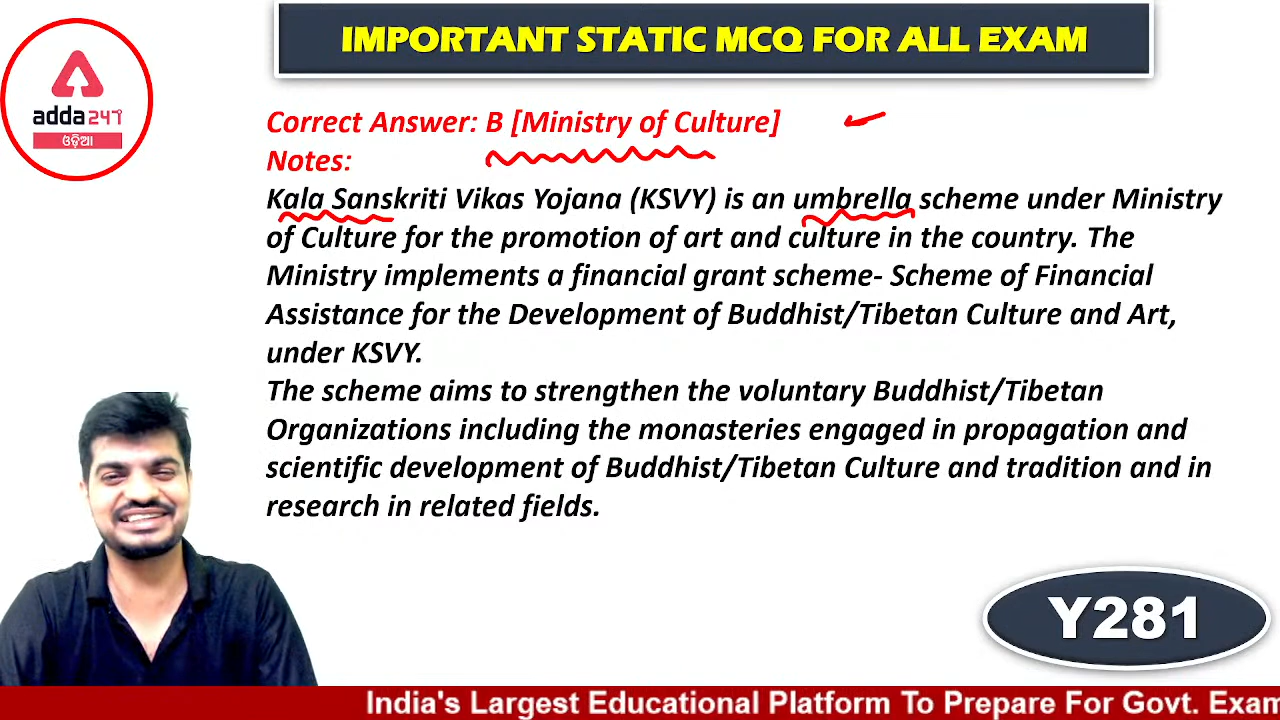 IMPORTANT STATIC MCQ FOR ALL EXAM
adda247
ଓଡ଼ିଆ
Correct Answer: B [Ministry of Culture]
Notes:
Kala Sanskriti Vikas Yojana (KSVY) is an umbrella scheme under Ministry
of Culture for the promotion of art and culture in the country. The
Ministry implements a financial grant scheme- Scheme of Financial
Assistance for the Development of Buddhist/Tibetan Culture and Art,
under KSVY.
The scheme aims to strengthen the voluntary Buddhist/Tibetan
Organizations including the monasteries engaged in propagation and
scientific development of Buddhist/Tibetan Culture and tradition and in
research in related fields.
Y281
India's Largest Educational Platform To Prepare For Govt. Exam